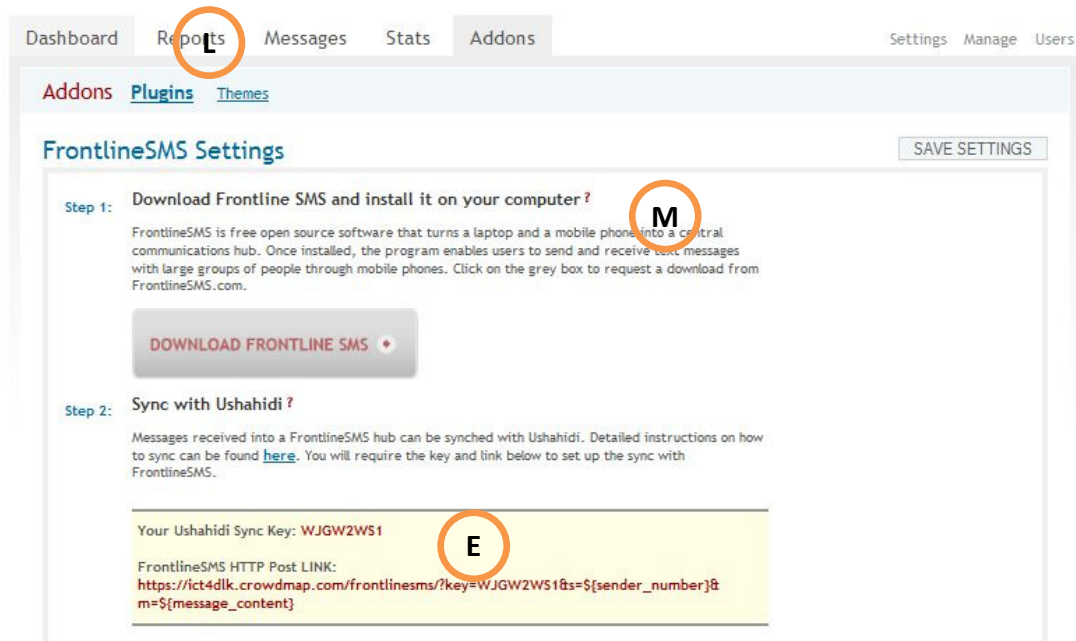 Dashboard Reports Messages Stats Addons Settings Manage Users
L
Addons Plugins Themes
FrontlineSMS Settings SAVE SETTINGS
Step 1: Download Frontline SMS and install it on your computer?
M
FrontlineSMS is free open source software that turns a laptop and a mobile phone into a central
communications hub. Once installed, the program enables users to send and receive text messages
with large groups of people through mobile phones. Click on the grey box to request a download from
FrontlineSMS.com.
DOWNLOAD FRONTLINE SMS
Step 2: Sync with Ushahidi?
Messages received into a FrontlineSMS hub can be synched with Ushahidi. Detailed instructions on how
to sync can be found here. You will require the key and link below to set up the sync with
FrontlineSMS.
Your Ushahidi Sync Key: WJGW2WS1
E
FrontlineSMS HTTP Post LINK:
https://ict4dlk.crowdmap.com/frontlinesms/?key=WJGW2WS1&s=${sender_number}&
m=${message_content}